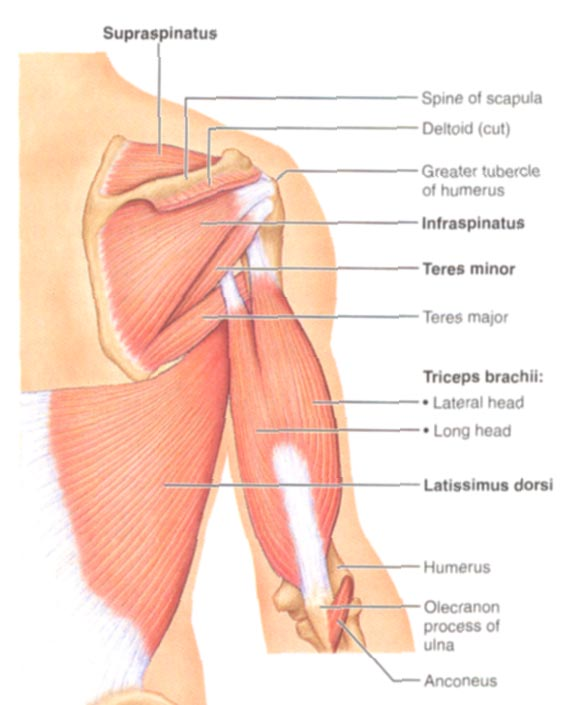 Supraspinatus
Spine of scapula
Deltoid (cut)
Greater tubercle
of humerus
Infraspinatus
Teres minor
Teres major
Triceps brachii:
• Lateral head
• Long head
Latissimus dorsi
Humerus
Olecranon
process of
ulna
Anconeus